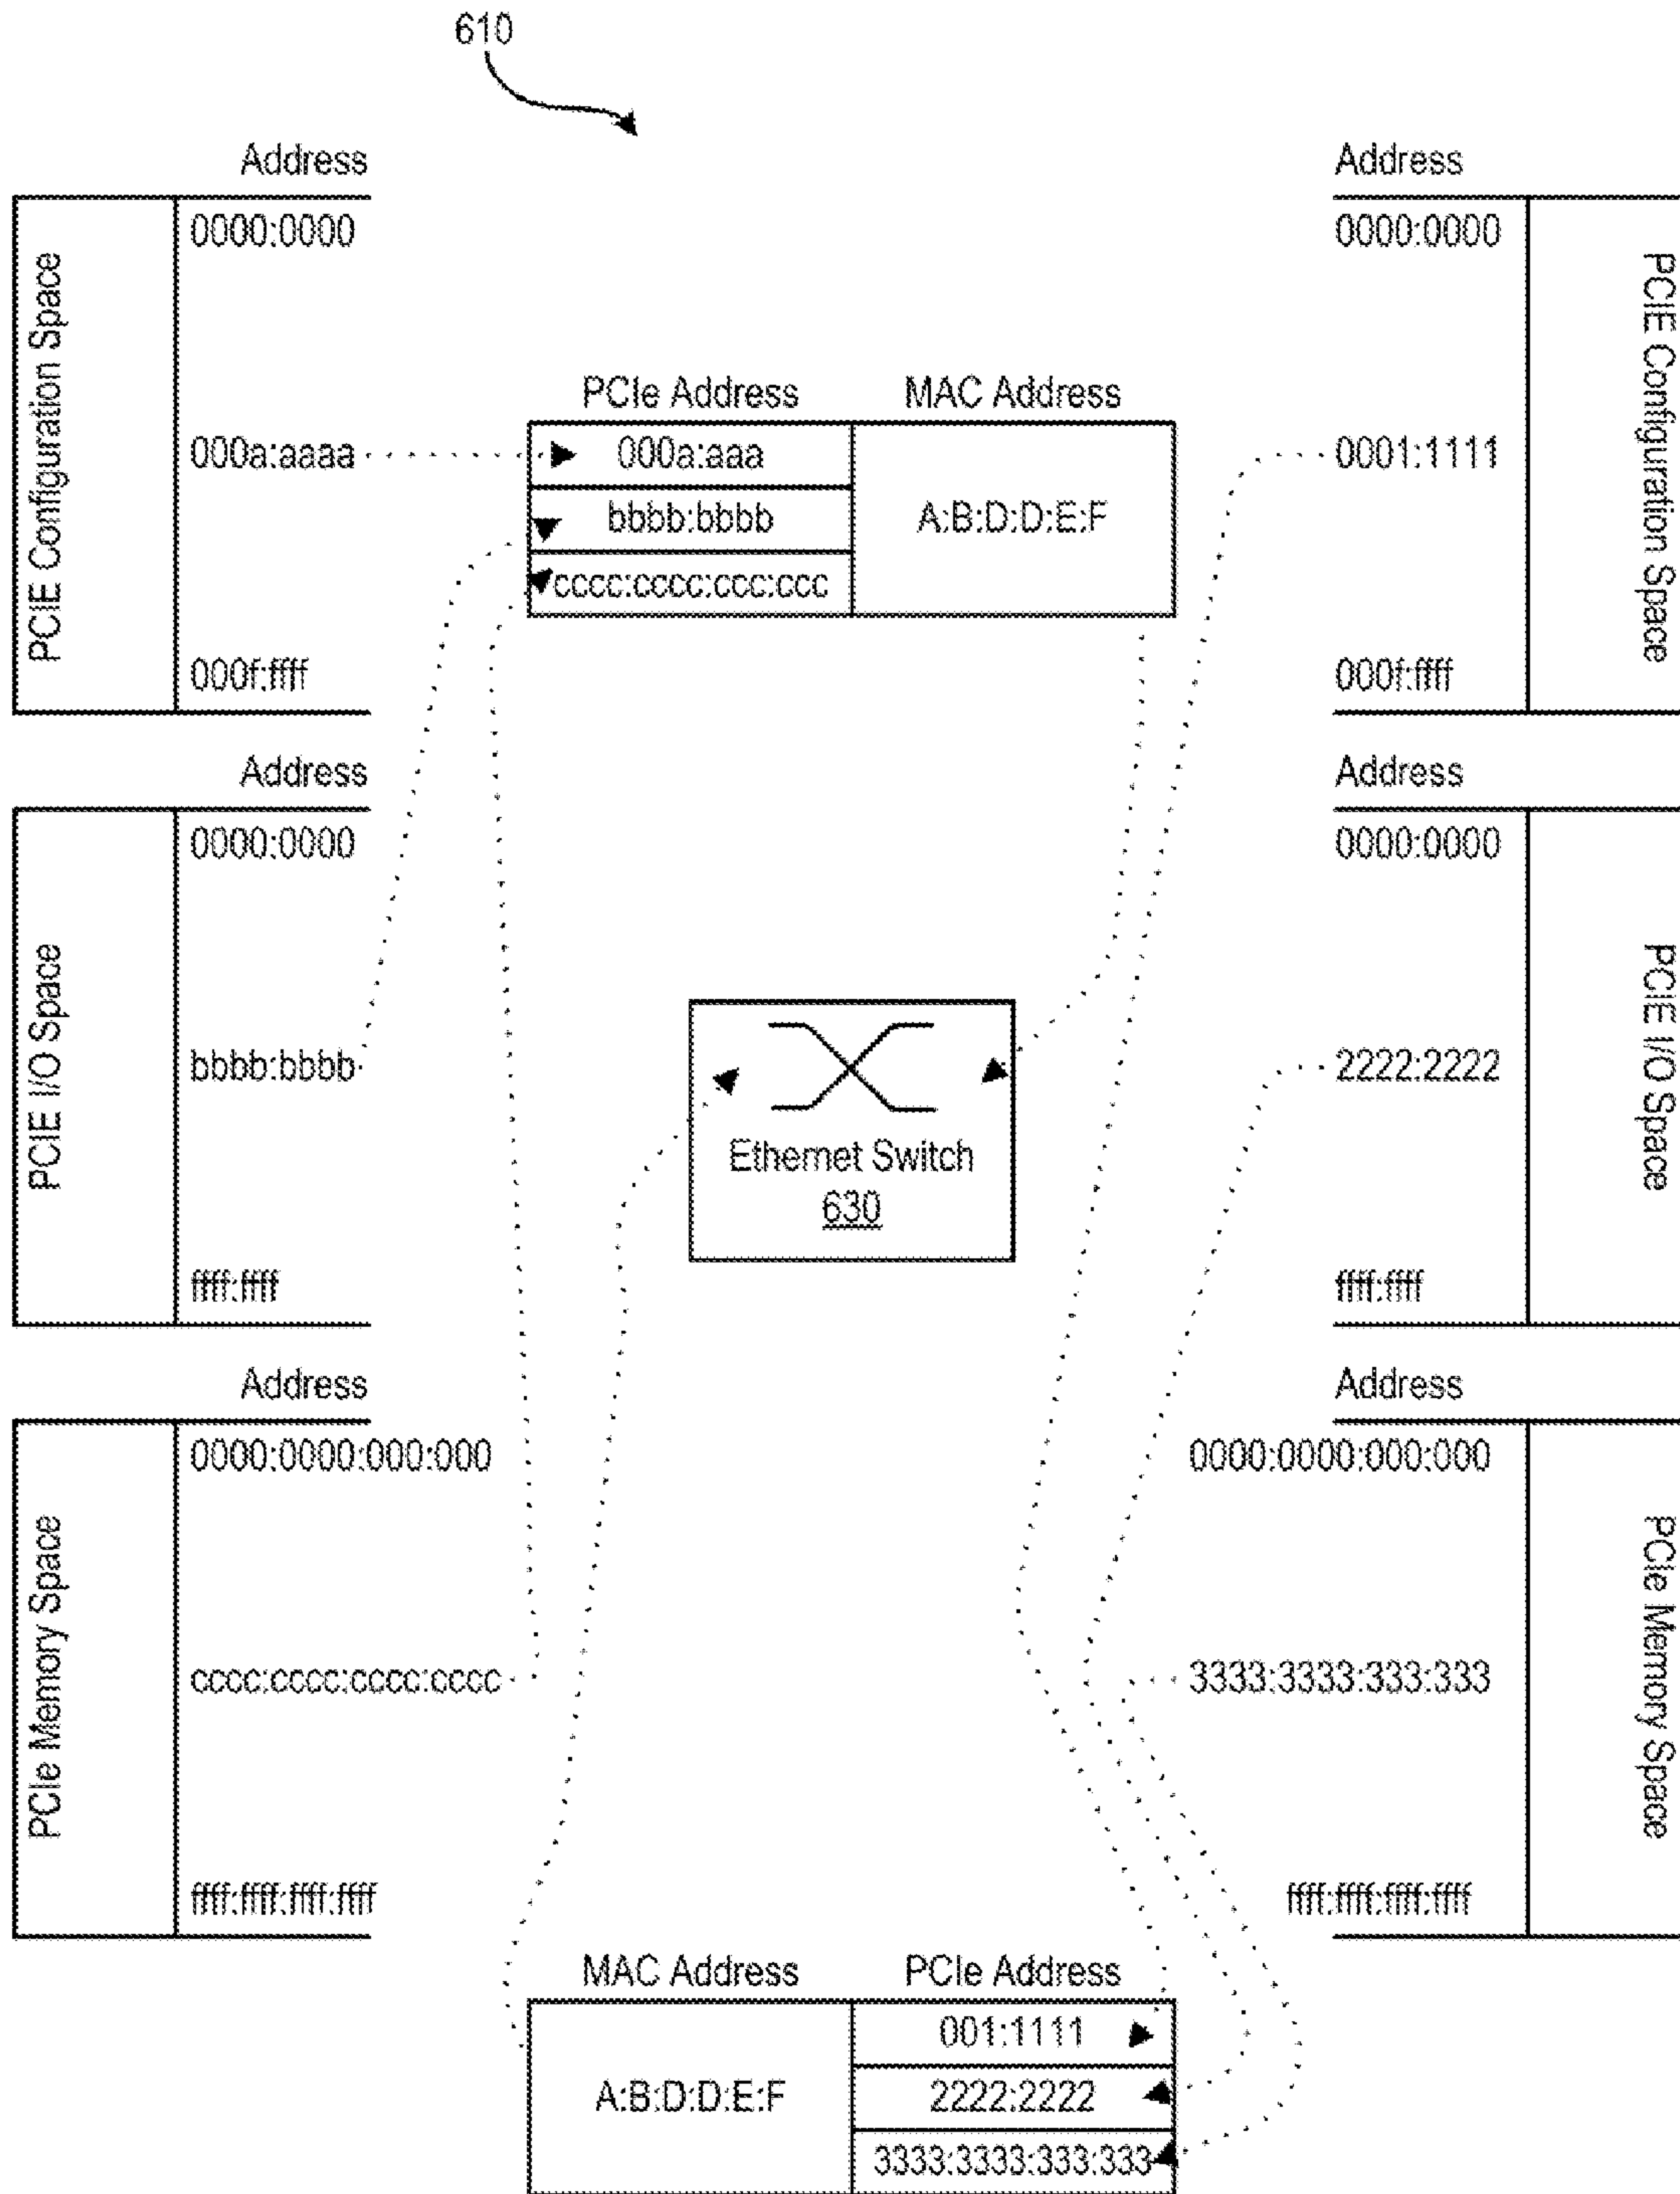 610
Address
PCIE Configuration Space
0000:0000
000a:aaaa
000f:ffff
Address
PCIE I/O Space
0000:0000
bbbb:bbbb
ffff:ffff
Address
PCIe Memory Space
0000:0000:000:000
cccc:cccc:cccc:cccc
ffff:ffff:ffff:ffff
PCIe Address
MAC Address
000a:aaa
bbbb:bbbb
cccc:cccc:ccc:ccc
A:B:D:D:E:F
Ethernet Switch
630
MAC Address
PCIe Address
A:B:D:D:E:F
001:1111
2222:2222
3333:3333:333:333
Address
0000:0000
0001:1111
000f:ffff
PCIE Configuration Space
Address
0000:0000
2222:2222
ffff:ffff
PCIE I/O Space
Address
0000:0000:000:000
3333:3333:333:333
ffff:ffff:ffff:ffff
PCIe Memory Space